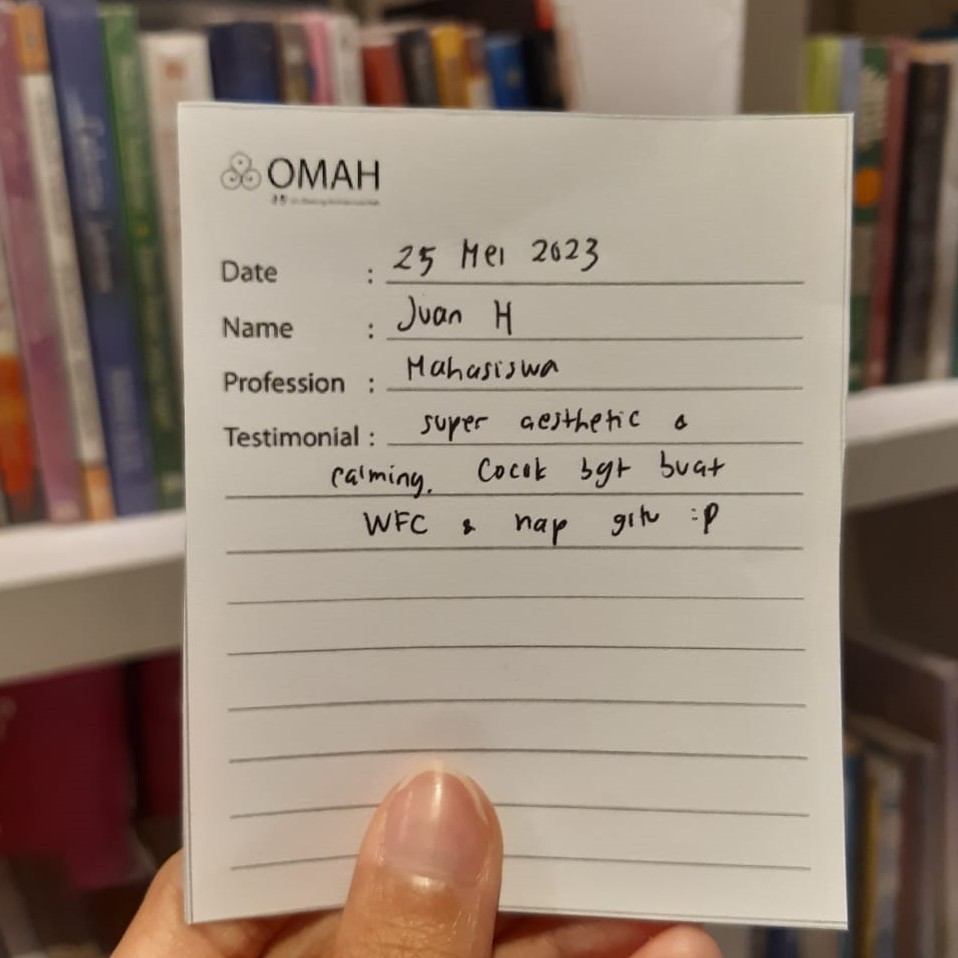 OMAH
Date : 25 Mei 2023
Name : Juan H
Profession : Mahasiswa
Testimonial : super aesthetic &
calming. Cocok bgt buat
WFC & nap gitu :p